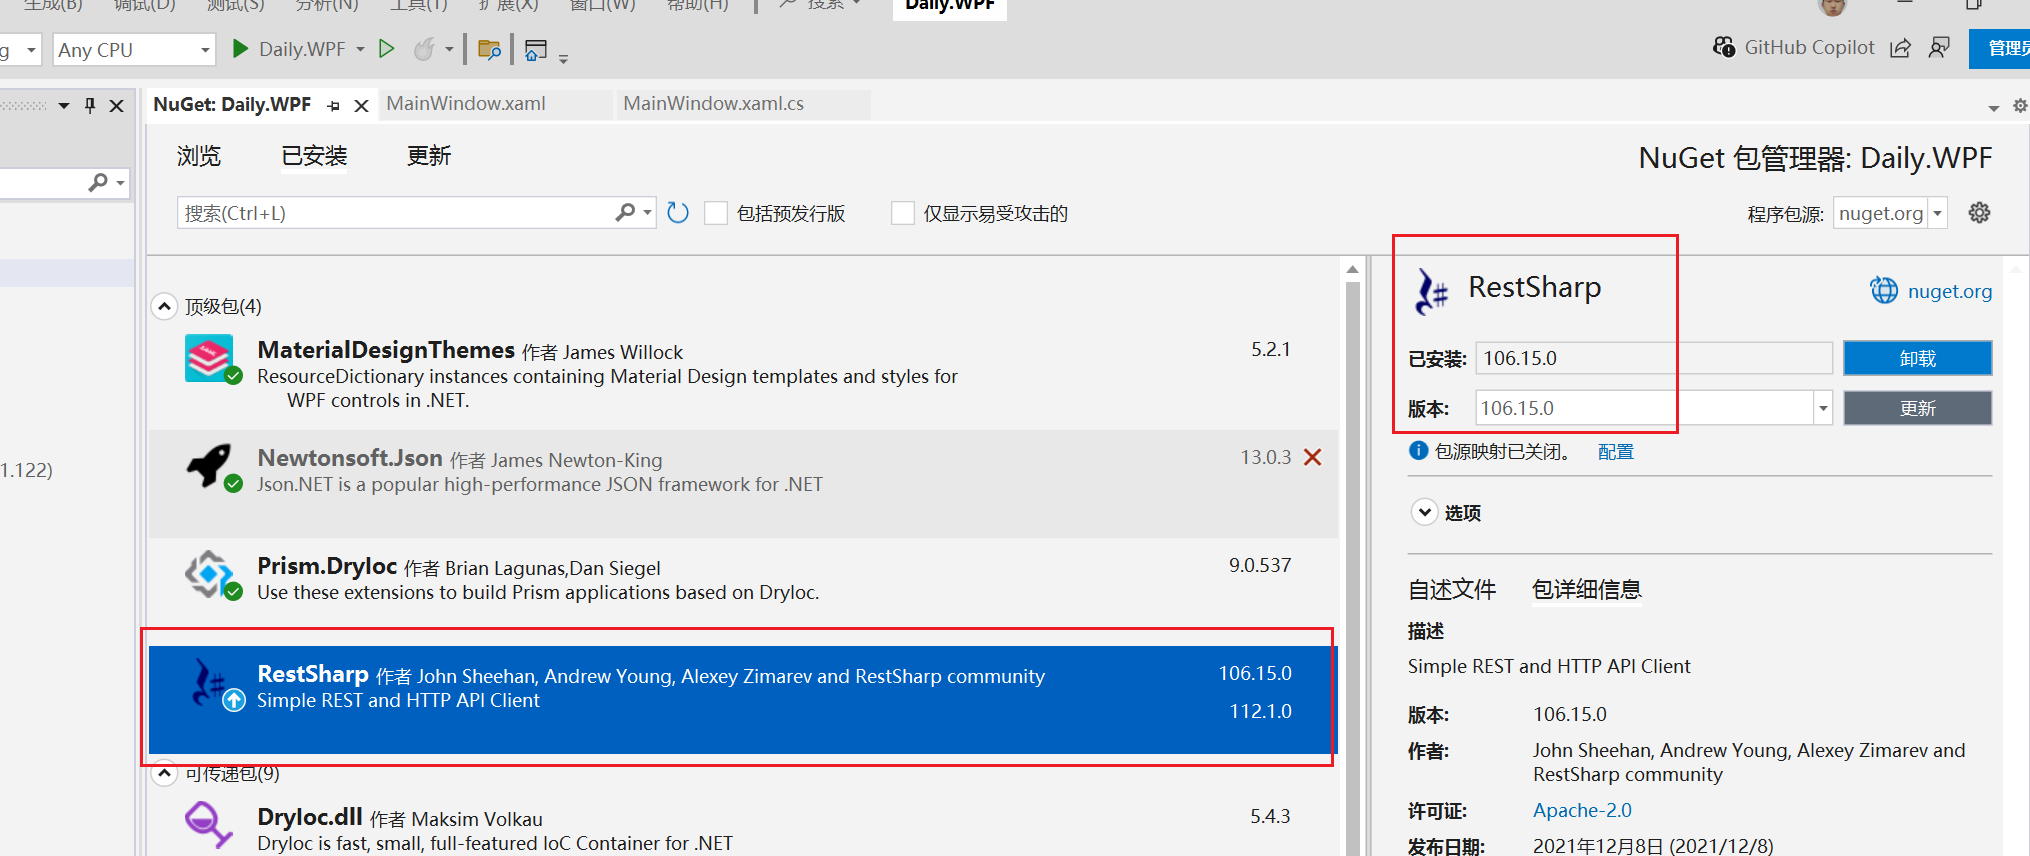 生成(B) 调试(D) 测试(S) 分析(N) 工具(T) 扩展(X) 窗口(W) 帮助(H) 搜索 Daily.WPF
g Any CPU Daily.WPF GitHub Copilot 管理员
NuGet: Daily.WPF MainWindow.xaml MainWindow.xaml.cs
浏览 已安装 更新 NuGet 包管理器: Daily.WPF
搜索(Ctrl+L) 包括预发行版 仅显示易受攻击的 程序包源: nuget.org
顶级包(4)
MaterialDesignThemes 作者 James Willock 5.2.1
ResourceDictionary instances containing Material Design templates and styles for
WPF controls in .NET.
Newtonsoft.Json 作者 James Newton-King 13.0.3
Json.NET is a popular high-performance JSON framework for .NET
1.122)
Prism.DryIoc 作者 Brian Lagunas,Dan Siegel 9.0.537
Use these extensions to build Prism applications based on DryIoc.
RestSharp 作者 John Sheehan, Andrew Young, Alexey Zimarev and RestSharp community 106.15.0
Simple REST and HTTP API Client
112.1.0
可传递包(9)
DryIoc.dll 作者 Maksim Volkau 5.4.3
DryIoc is fast, small, full-featured IoC Container for .NET
RestSharp nuget.org
已安装: 106.15.0 卸载
版本: 106.15.0 更新
包源映射已关闭。 配置
选项
自述文件 包详细信息
描述
Simple REST and HTTP API Client
版本: 106.15.0
作者: John Sheehan, Andrew Young, Alexey Zimarev and
RestSharp community
许可证: Apache-2.0
发布日期: 2021年12月8日 (2021/12/8)